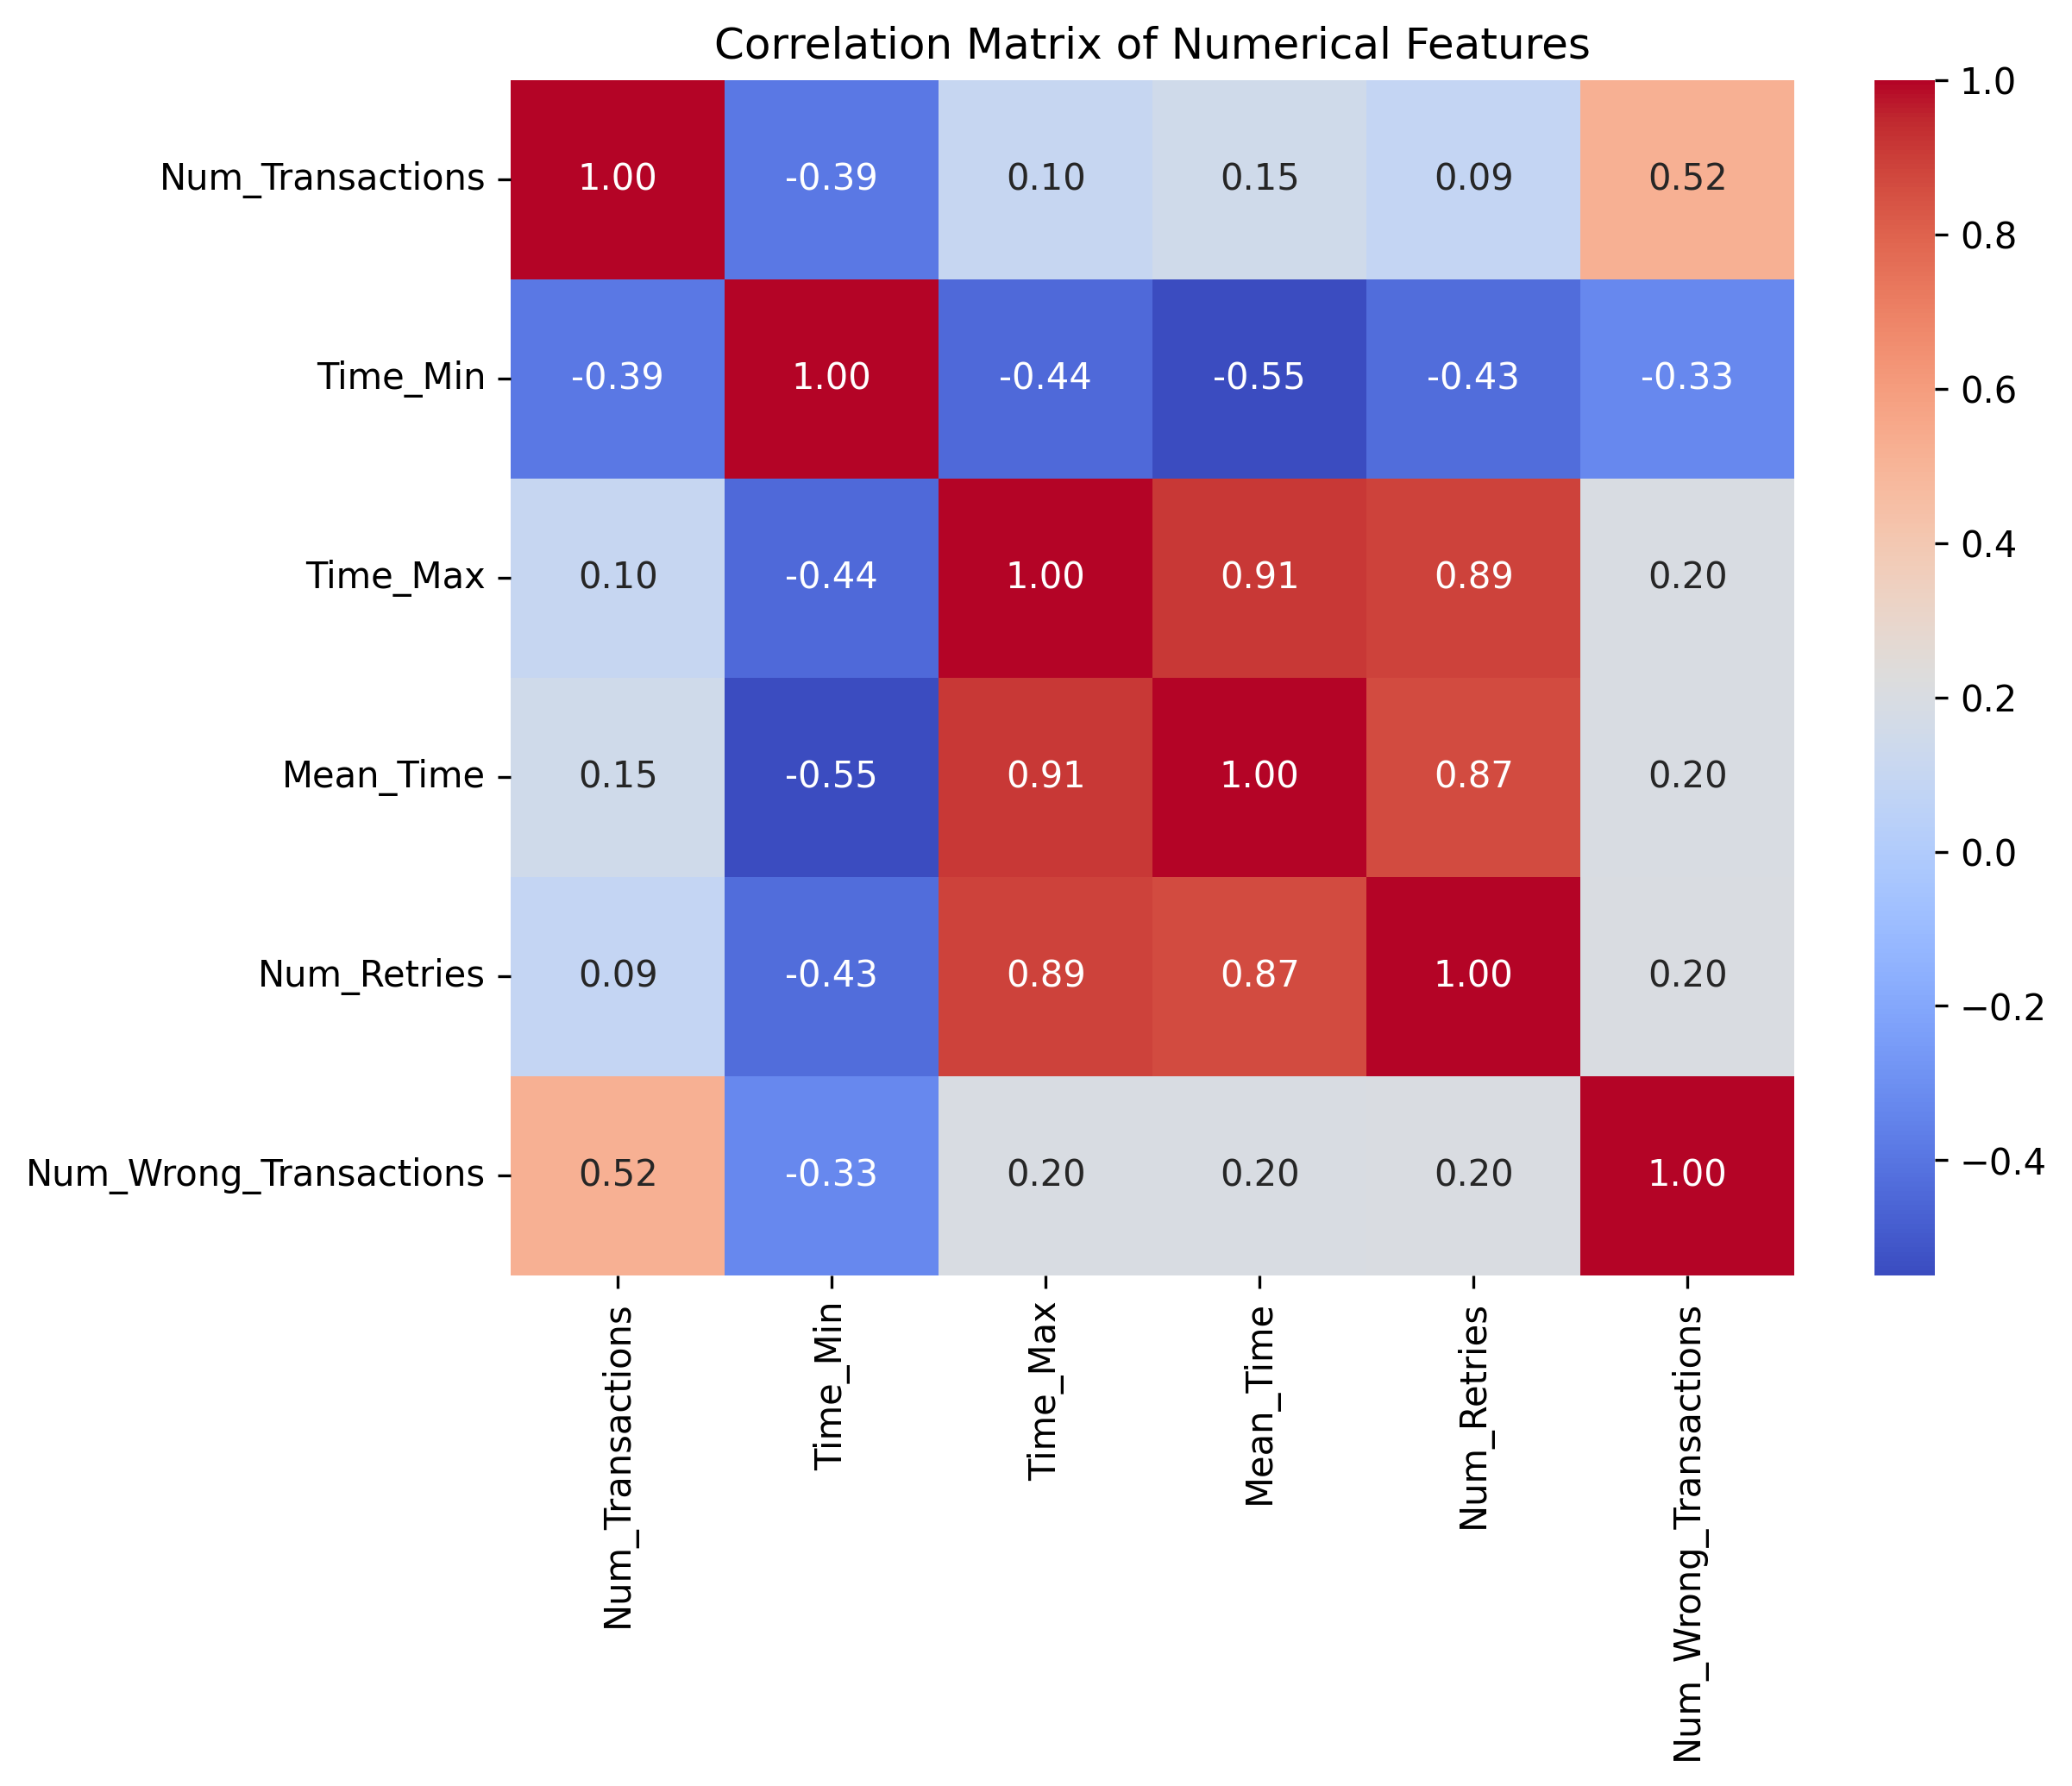 Correlation Matrix of Numerical Features
Num_Transactions 1.00 -0.39 0.10 0.15 0.09 0.52
Time_Min -0.39 1.00 -0.44 -0.55 -0.43 -0.33
Time_Max 0.10 -0.44 1.00 0.91 0.89 0.20
Mean_Time 0.15 -0.55 0.91 1.00 0.87 0.20
Num_Retries 0.09 -0.43 0.89 0.87 1.00 0.20
Num_Wrong_Transactions 0.52 -0.33 0.20 0.20 0.20 1.00
Num_Transactions
Time_Min
Time_Max
Mean_Time
Num_Retries
Num_Wrong_Transactions
1.0
0.8
0.6
0.4
0.2
0.0
−0.2
−0.4